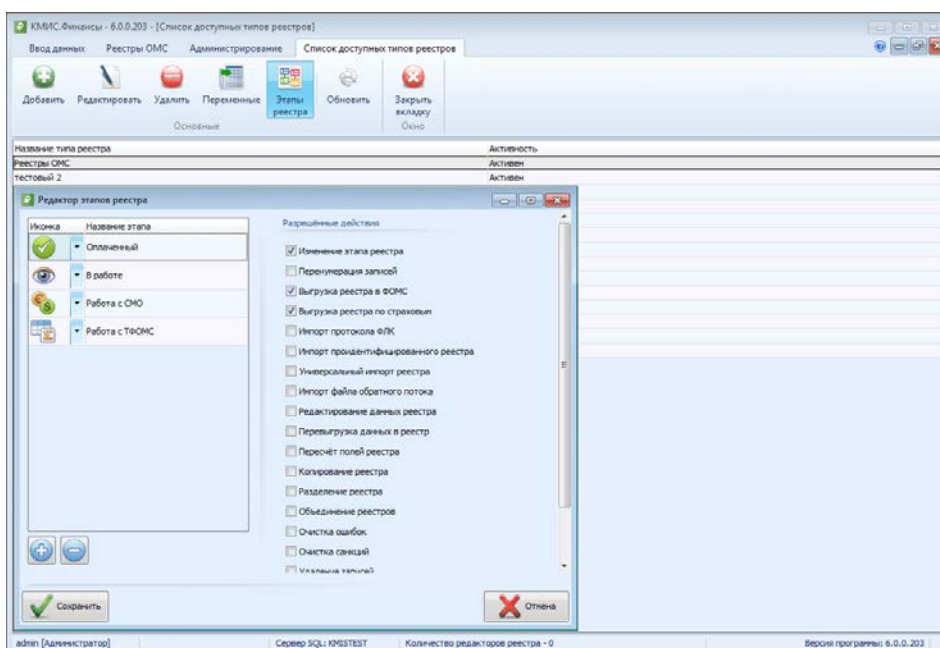 КМИС.Финансы - 6.0.0.203 - [Список доступных типов реестров]
Ввод данных Реестры ОМС Администрирование Список доступных типов реестров
Добавить Редактировать Удалить Переменные Этапы реестра Обновить Закрыть вкладку
Основные Окно
Название типа реестра Активность
Реестры ОМС Активен
тестовый 2 Активен
Редактор этапов реестра
Иконка Название этапа
Оплаченный
В работе
Работа с СМО
Работа с ТФОМС
Разрешённые действия
Изменение этапа реестра
Перенумерация записей
Выгрузка реестра в ФОМС
Выгрузка реестра по страховым
Импорт протокола ФЛК
Импорт проидентифицированного реестра
Универсальный импорт реестра
Импорт файла обратного потока
Редактирование данных реестра
Перевыгрузка данных в реестр
Пересчёт полей реестра
Копирование реестра
Разделение реестра
Объединение реестров
Очистка ошибок
Очистка санкций
Удаление записей
Сохранить Отмена
admin [Администратор] Сервер SQL: KMISTEST Количество редакторов реестра - 0 Версия программы: 6.0.0.203